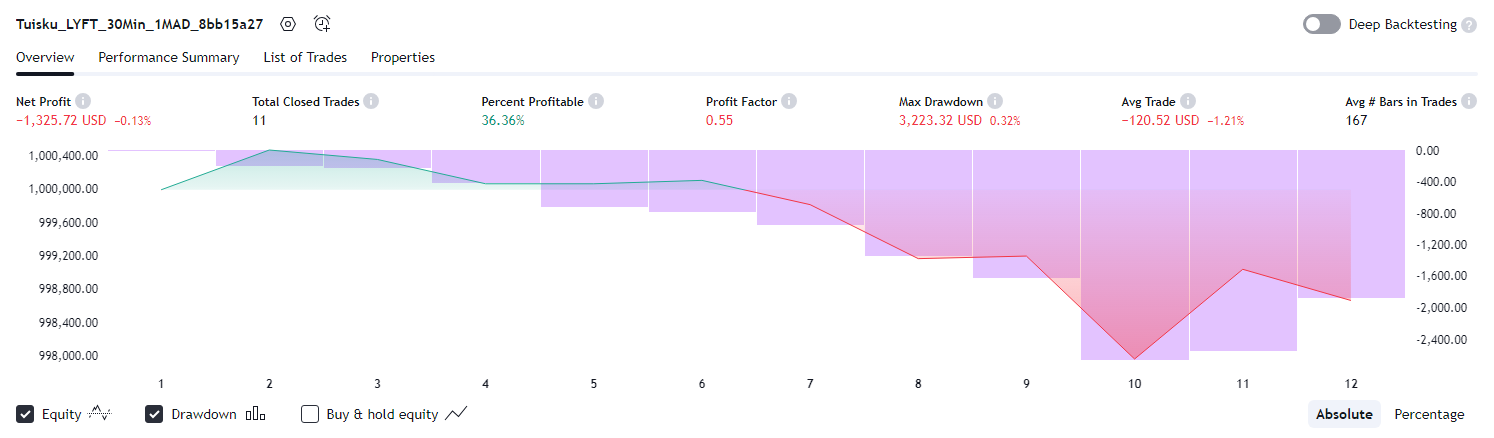 Tuisku_LYFT_30Min_1MAD_8bb15a27 Deep Backtesting ?
Overview Performance Summary List of Trades Properties
Net Profit Total Closed Trades Percent Profitable Profit Factor Max Drawdown Avg Trade Avg # Bars in Trades
−1,325.72 USD −0.13% 11 36.36% 0.55 3,223.32 USD 0.32% −120.52 USD −1.21% 167
1,000,400.00 0.00
1,000,000.00 -400.00
999,600.00 -800.00
999,200.00 -1,200.00
998,800.00 -1,600.00
998,400.00 -2,000.00
998,000.00 -2,400.00
1 2 3 4 5 6 7 8 9 10 11 12
Equity Drawdown Buy & hold equity Absolute Percentage